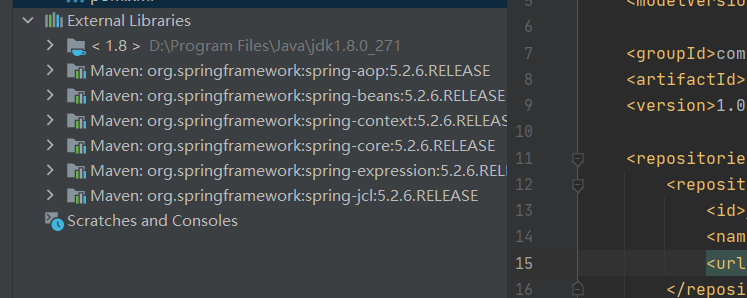 External Libraries
< 1.8 > D:\Program Files\Java\jdk1.8.0_271
Maven: org.springframework:spring-aop:5.2.6.RELEASE
Maven: org.springframework:spring-beans:5.2.6.RELEASE
Maven: org.springframework:spring-context:5.2.6.RELEAS
Maven: org.springframework:spring-core:5.2.6.RELEASE
Maven: org.springframework:spring-expression:5.2.6.REL
Maven: org.springframework:spring-jcl:5.2.6.RELEASE
Scratches and Consoles
5 <modelVersio
6
7 <groupId>com
8 <artifactId>
9 <version>1.0
10
11 <repositorie
12 <reposit
13 <id>
14 <nam
15 <url
16 </reposi